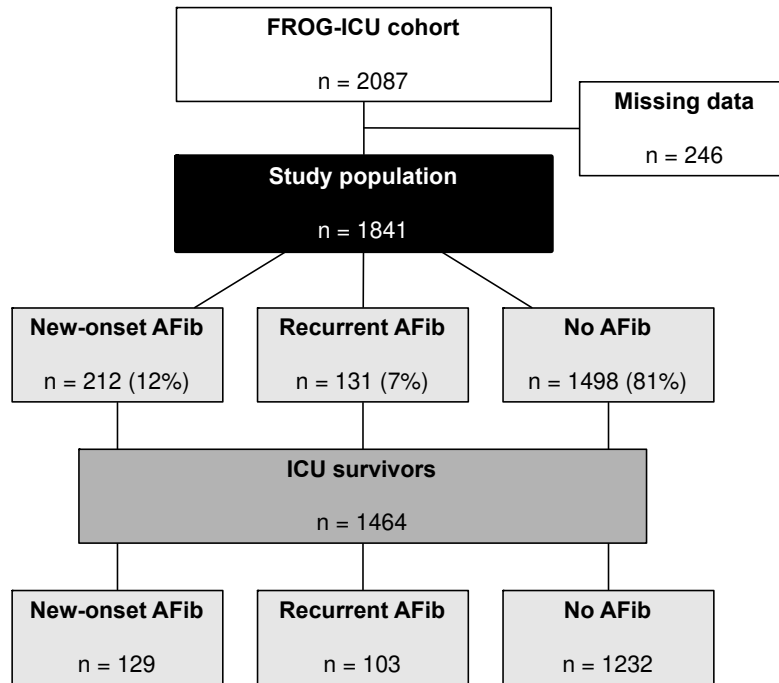 FROG-ICU cohort
n = 2087
Missing data
n = 246
Study population
n = 1841
New-onset AFib
n = 212 (12%)
Recurrent AFib
n = 131 (7%)
No AFib
n = 1498 (81%)
ICU survivors
n = 1464
New-onset AFib
n = 129
Recurrent AFib
n = 103
No AFib
n = 1232